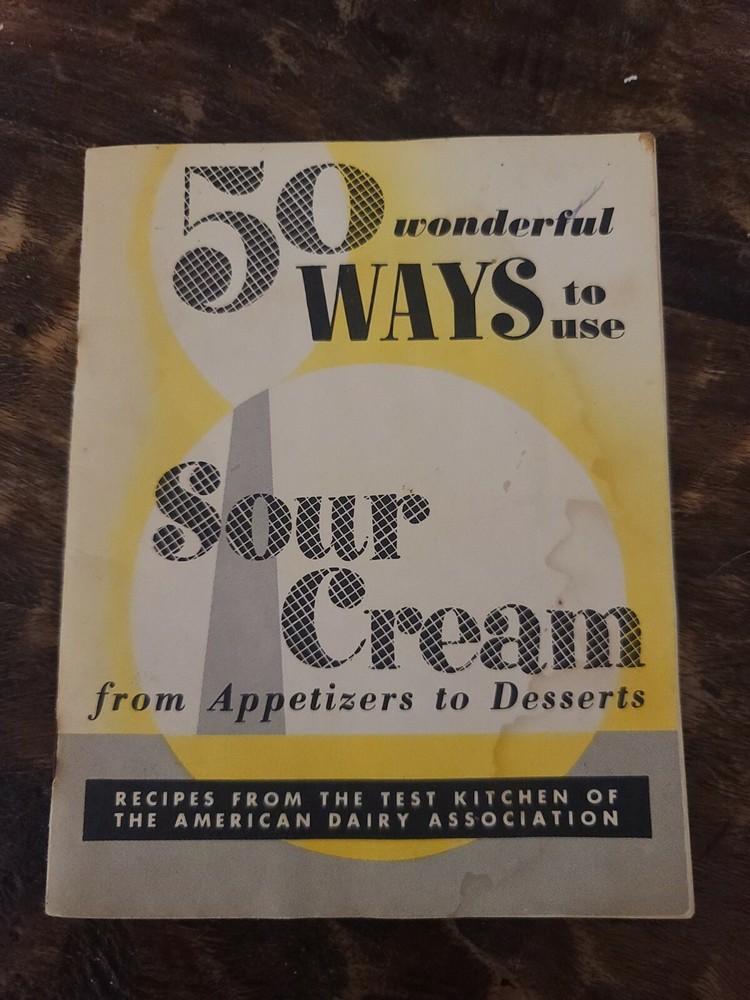 50 wonderful
WAYS to
use
Sour
Cream
from Appetizers to Desserts
RECIPES FROM THE TEST KITCHEN OF
THE AMERICAN DAIRY ASSOCIATION